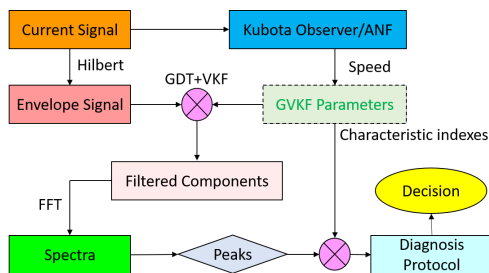 Current Signal
Kubota Observer/ANF
Hilbert
GDT+VKF
Speed
Envelope Signal
GVKF Parameters
Characteristic indexes
Filtered Components
FFT
Decision
Spectra
Peaks
Diagnosis
Protocol